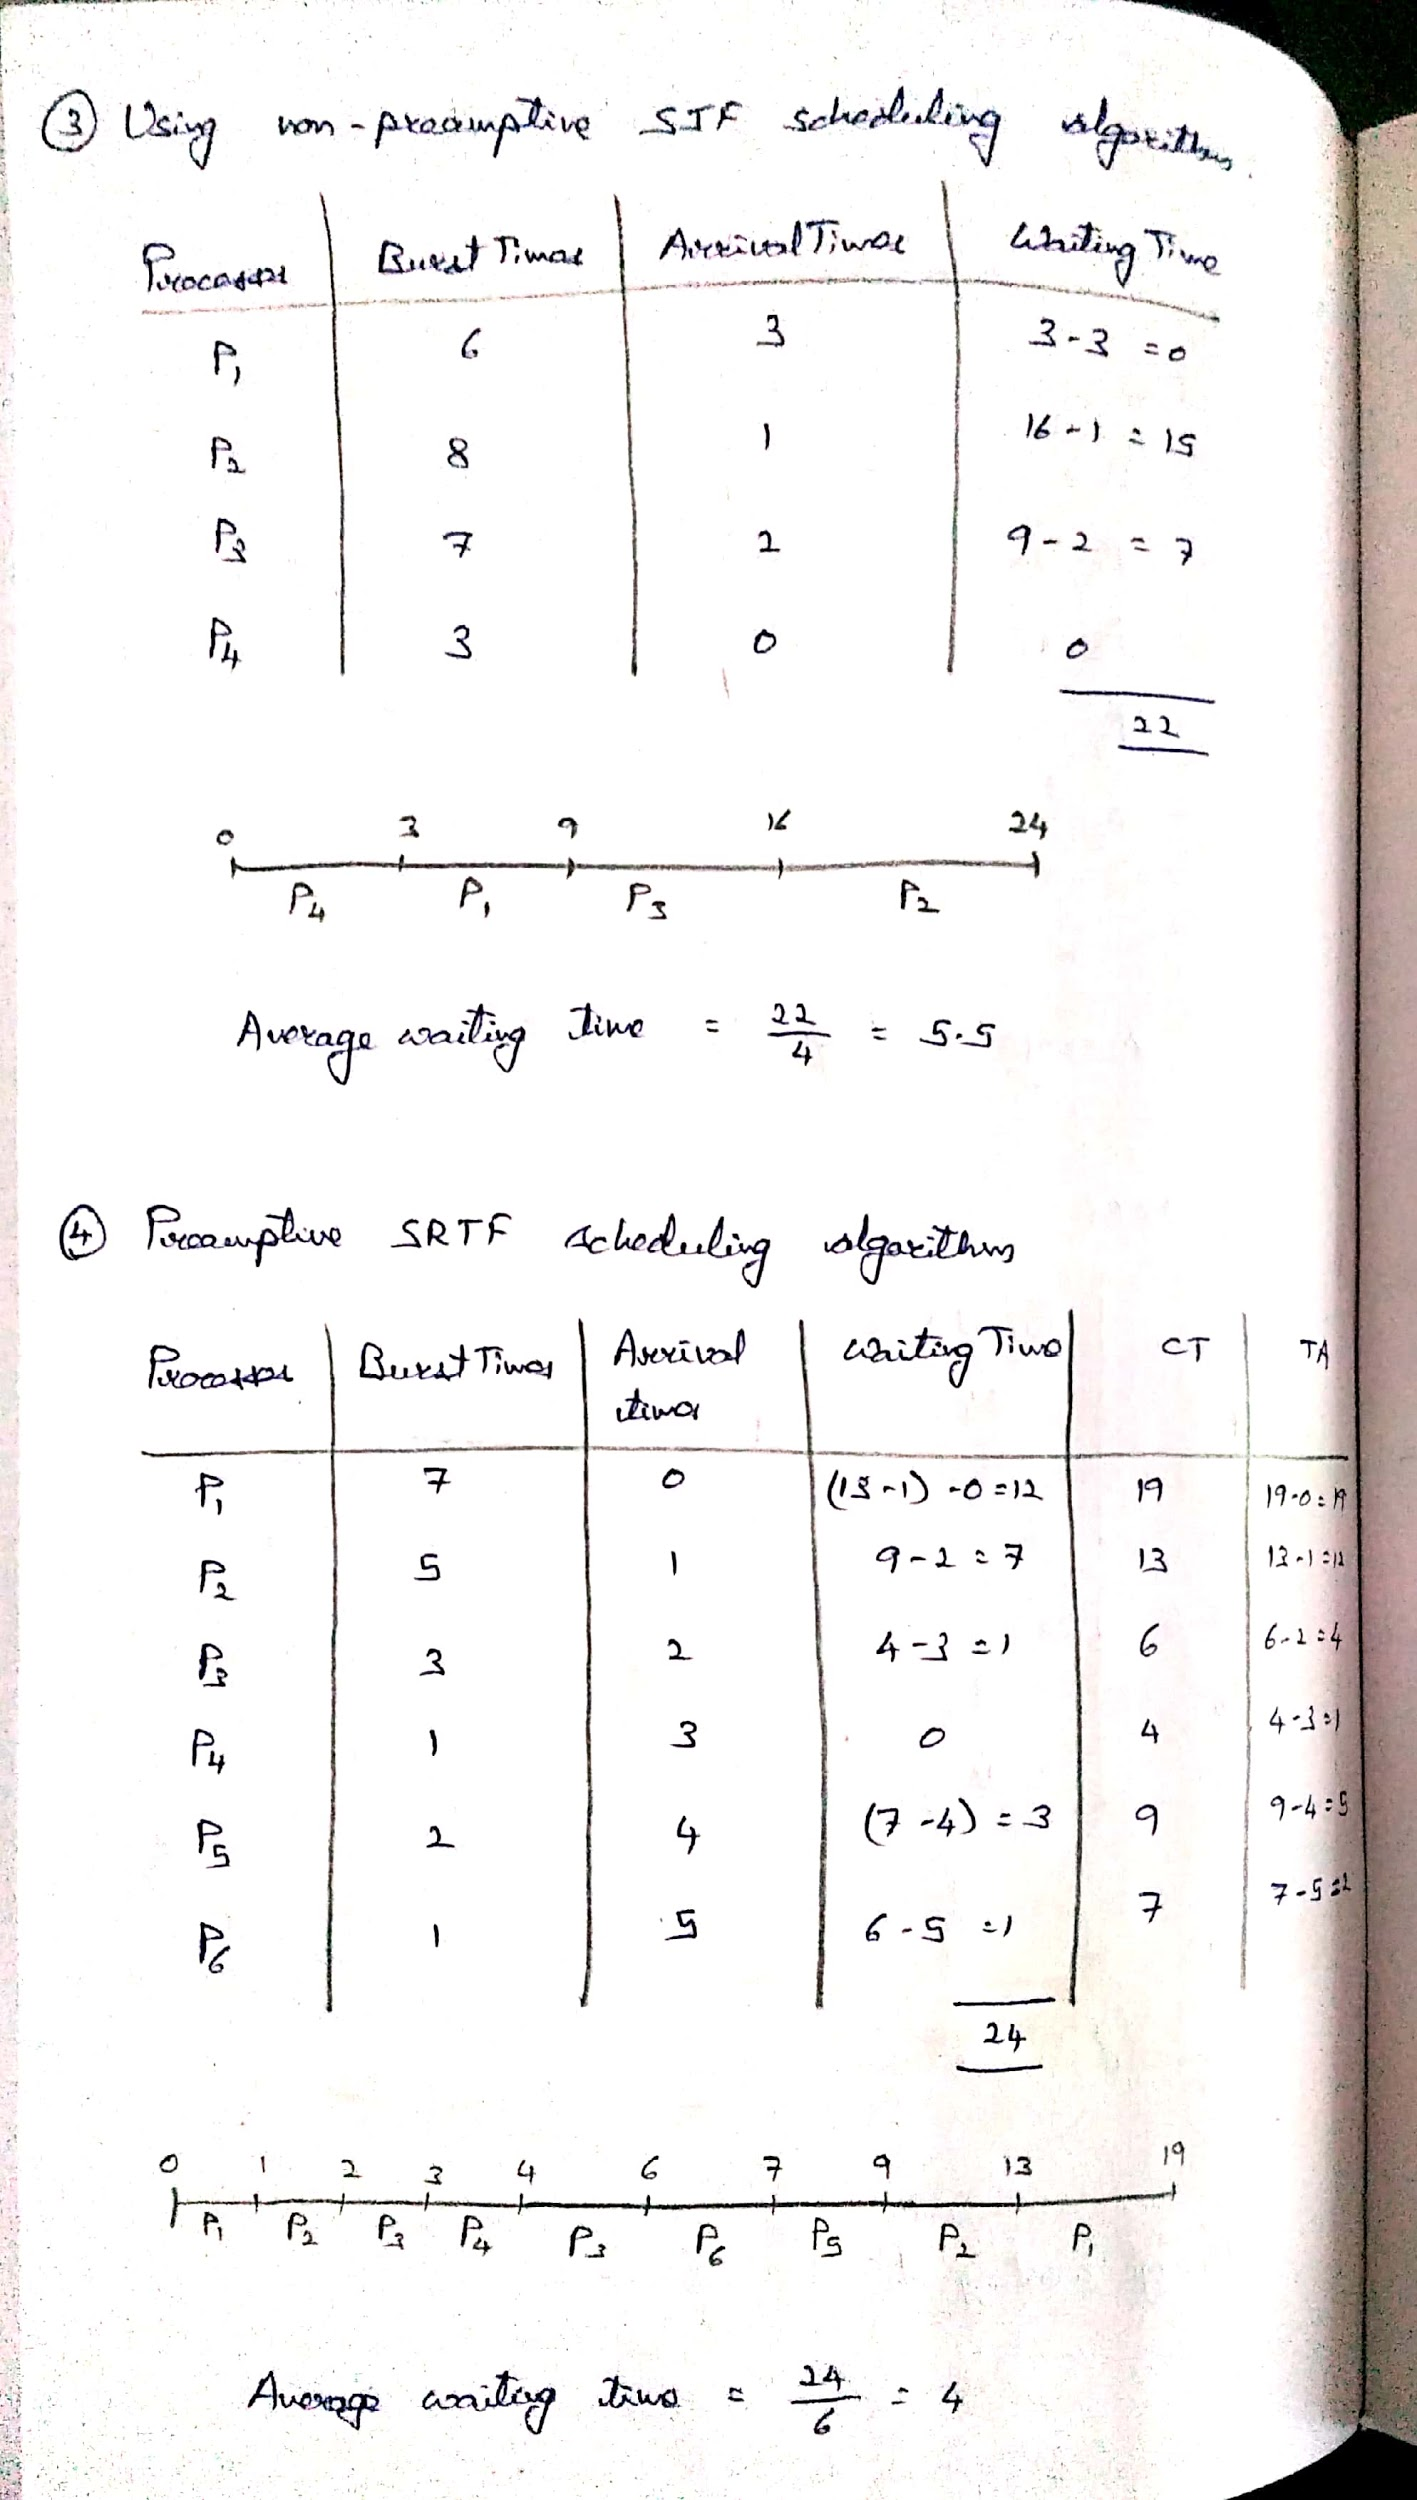 ③ Using non-preemptive SJF scheduling algorithm.
Processes Burst Times Arrival Times Waiting Time
P1 6 3 3-3 =0
P2 8 1 16-1 = 15
P3 7 2 9-2 = 7
P4 3 0 0
22
0 3 9 16 24
P4 P1 P3 P2
Average waiting time = 22/4 = 5.5
④ Preemptive SRTF scheduling algorithm
Processes Burst Times Arrival times Waiting Time CT TA
P1 7 0 (13-1) -0=12 19 19-0=19
P2 5 1 9-2 = 7 13 13-1=12
P3 3 2 4-3 =1 6 6-2=4
P4 1 3 0 4 4-3=1
P5 2 4 (7-4) = 3 9 9-4=5
P6 1 5 6-5 =1 7 7-5=2
24
0 1 2 3 4 6 7 9 13 19
P1 P2 P3 P4 P3 P6 P5 P2 P1
Average waiting time = 24/6 = 4